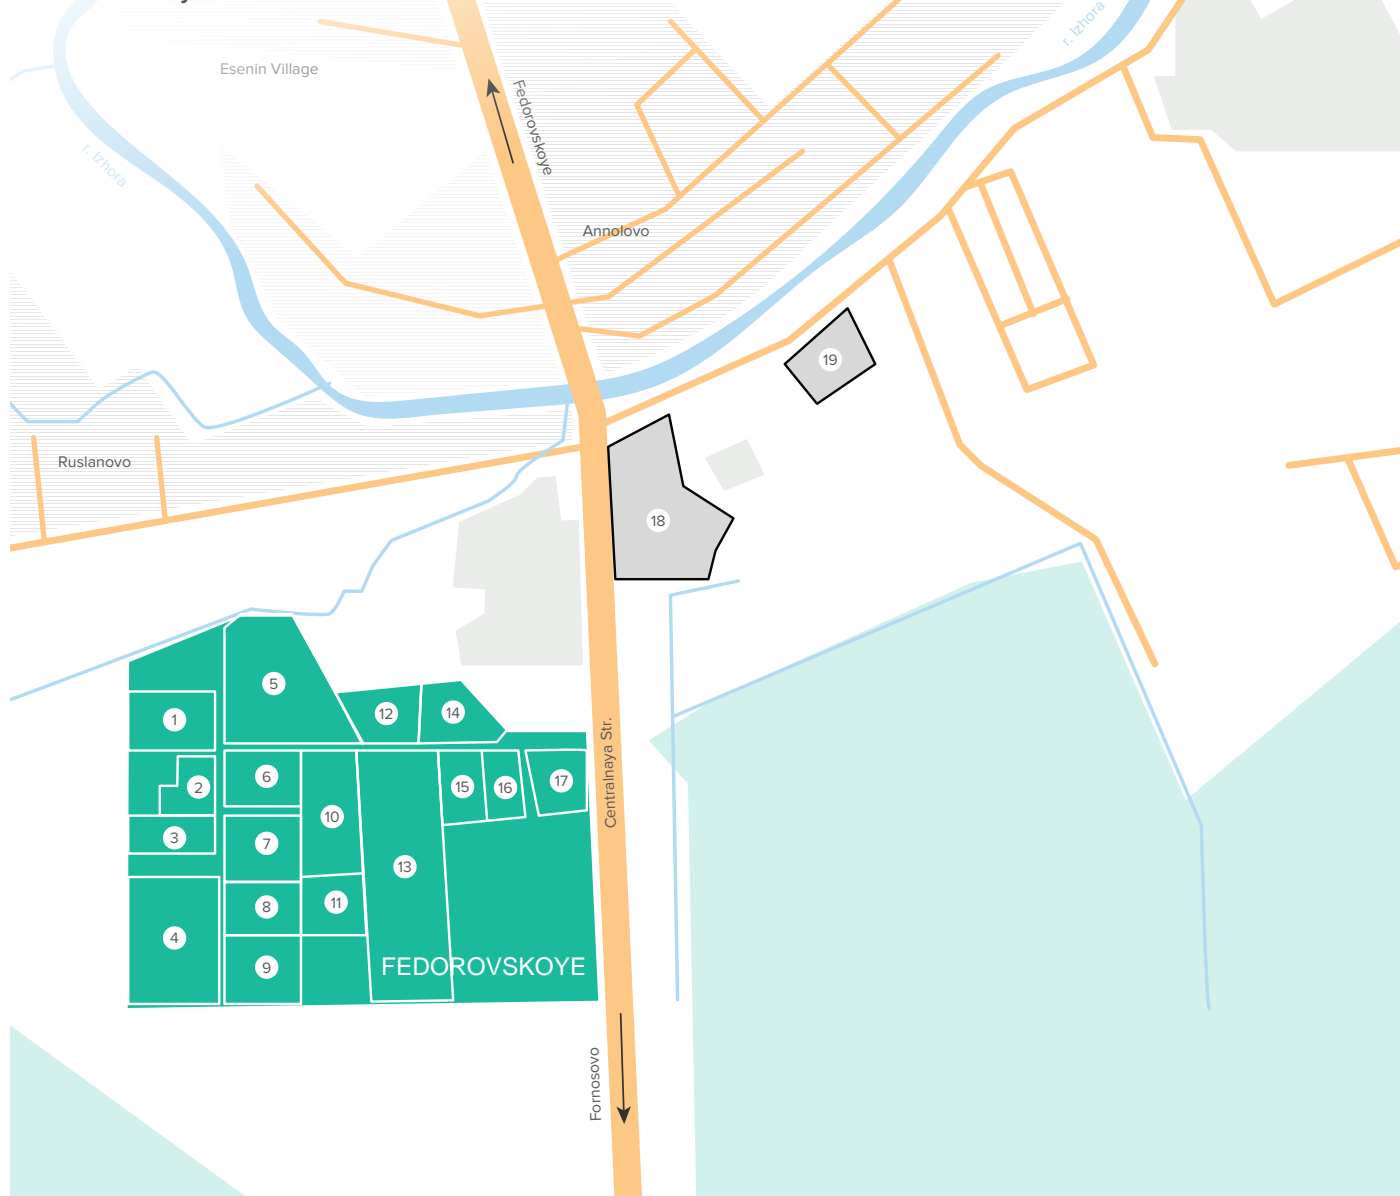 r. Izhora
Esenin Village
Fedorovskoye
r. Izhora
Annolovo
19
Ruslanovo
18
5
12
14
1
6
2
15
16
17
10
3
7
13
8
11
4
9
FEDOROVSKOYE
Centralnaya Str.
Fornosovo